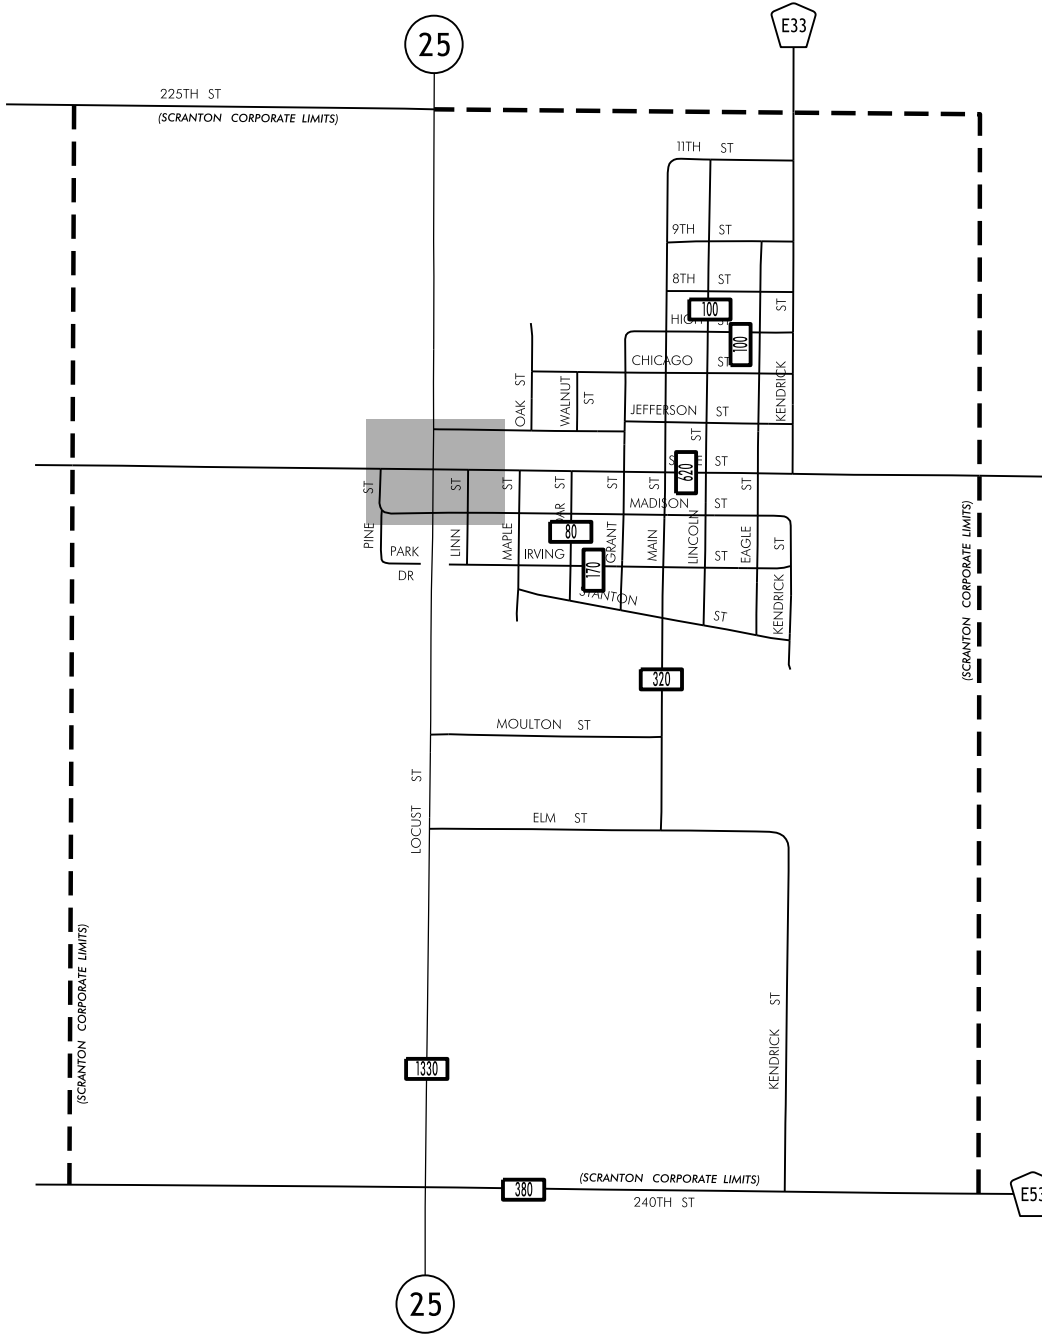 25
E33
225TH ST
(SCRANTON CORPORATE LIMITS)
11TH ST
9TH ST
8TH ST
100
100
CHICAGO ST
KENDRICK ST
OAK ST
WALNUT ST
JEFFERSON ST
ST
620
PINE ST
LINN ST
MAPLE ST
ST
GRANT ST
MAIN ST
LINCOLN ST
EAGLE ST
MADISON ST
80
PARK DR
IRVING ST
170
STANTON ST
KENDRICK ST
(SCRANTON CORPORATE LIMITS)
320
MOULTON ST
LOCUST ST
ELM ST
(SCRANTON CORPORATE LIMITS)
KENDRICK ST
1330
(SCRANTON CORPORATE LIMITS)
380
240TH ST
E53
25